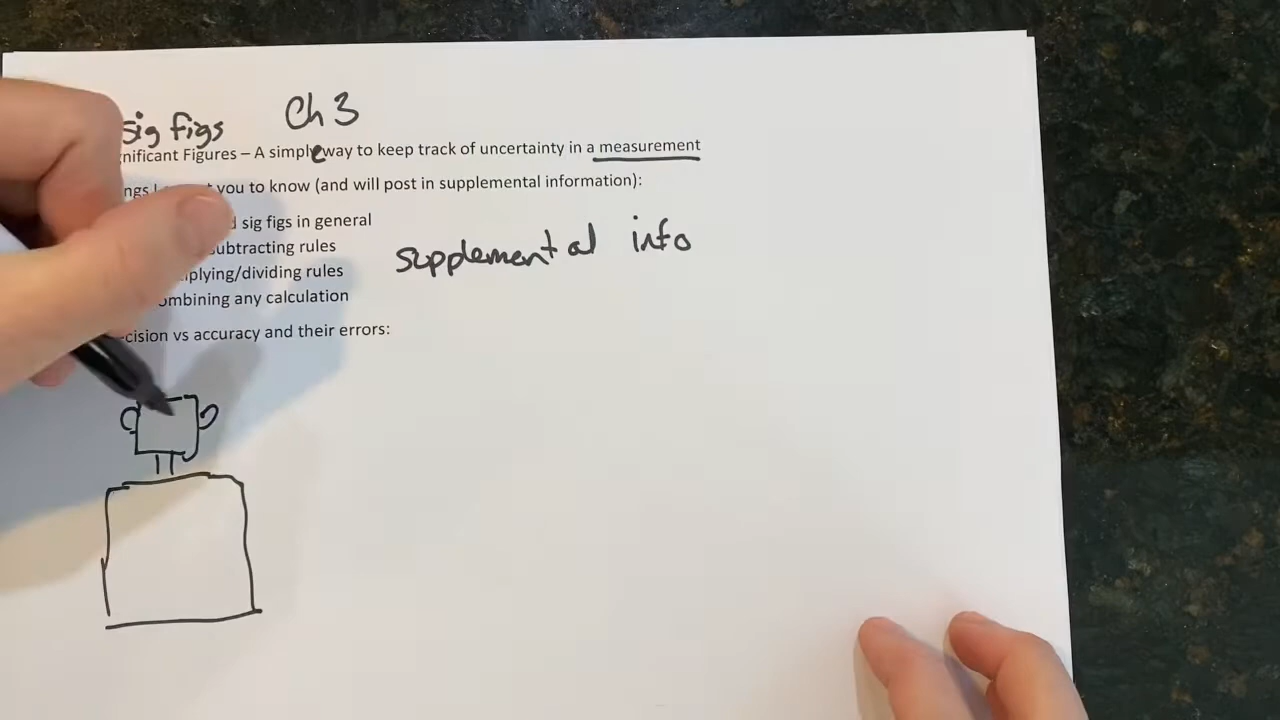 sig figs Ch 3
nificant Figures – A simple way to keep track of uncertainty in a measurement
you to know (and will post in supplemental information):
sig figs in general
ubtracting rules
supplemental info
iplying/dividing rules
ombining any calculation
cision vs accuracy and their errors: